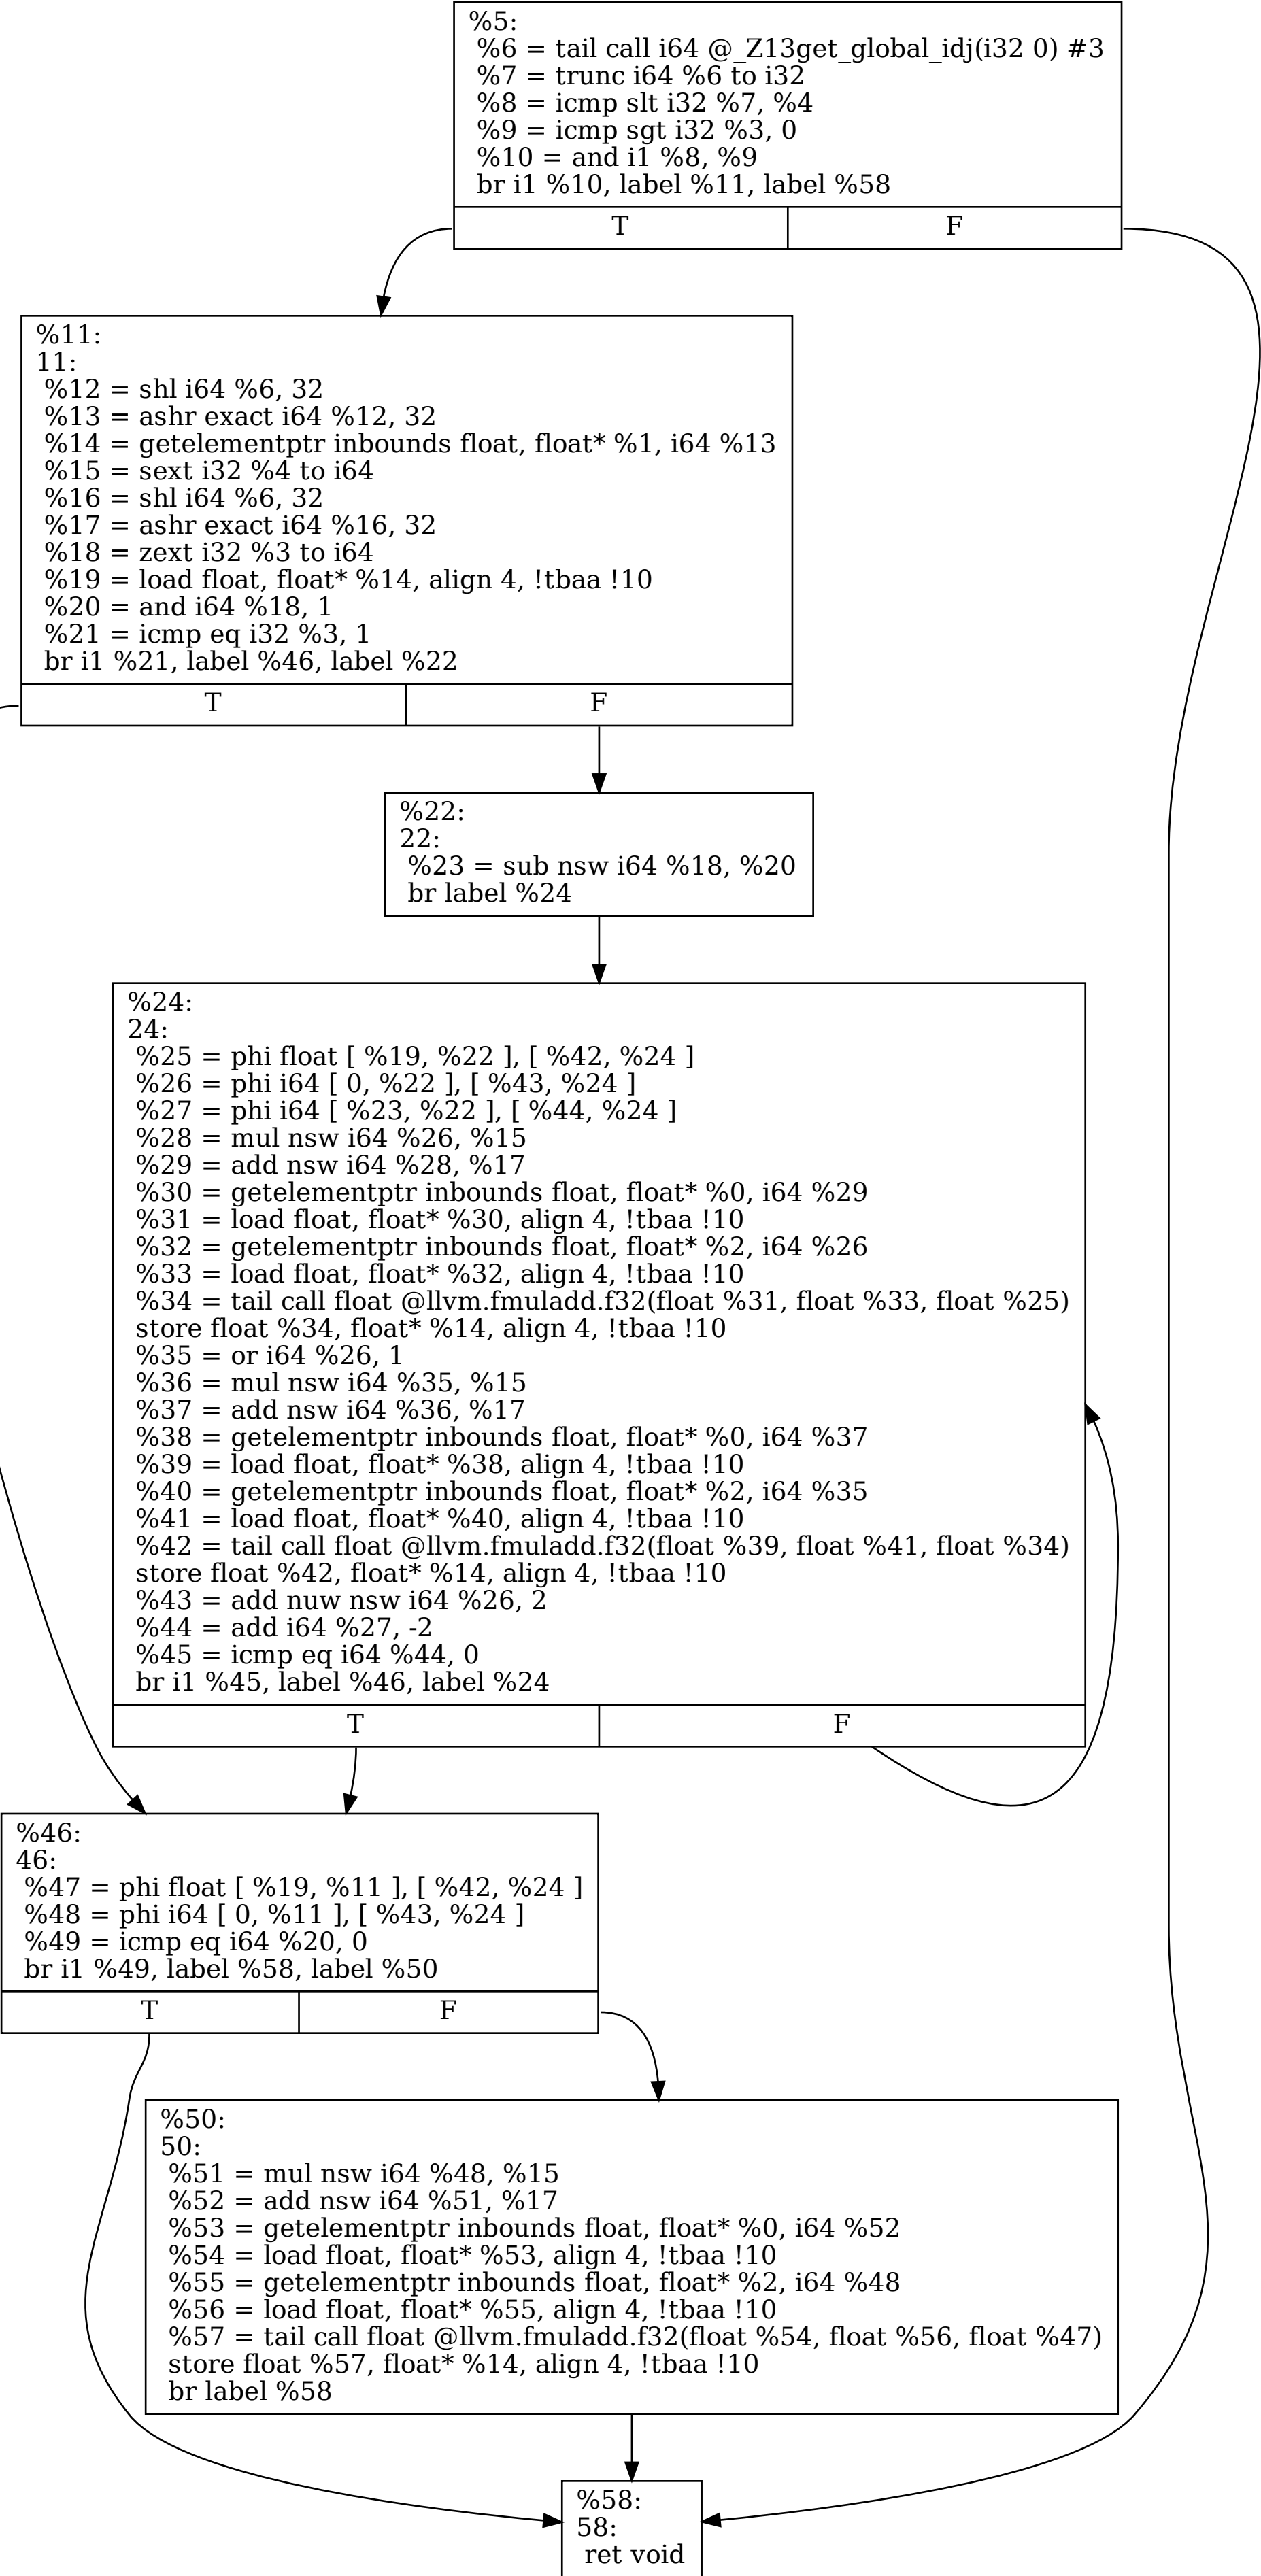 %5:
%6 = tail call i64 @_Z13get_global_idj(i32 0) #3
%7 = trunc i64 %6 to i32
%8 = icmp slt i32 %7, %4
%9 = icmp sgt i32 %3, 0
%10 = and i1 %8, %9
br i1 %10, label %11, label %58
T F
%11:
11:
%12 = shl i64 %6, 32
%13 = ashr exact i64 %12, 32
%14 = getelementptr inbounds float, float* %1, i64 %13
%15 = sext i32 %4 to i64
%16 = shl i64 %6, 32
%17 = ashr exact i64 %16, 32
%18 = zext i32 %3 to i64
%19 = load float, float* %14, align 4, !tbaa !10
%20 = and i64 %18, 1
%21 = icmp eq i32 %3, 1
br i1 %21, label %46, label %22
T F
%22:
22:
%23 = sub nsw i64 %18, %20
br label %24
%24:
24:
%25 = phi float [ %19, %22 ], [ %42, %24 ]
%26 = phi i64 [ 0, %22 ], [ %43, %24 ]
%27 = phi i64 [ %23, %22 ], [ %44, %24 ]
%28 = mul nsw i64 %26, %15
%29 = add nsw i64 %28, %17
%30 = getelementptr inbounds float, float* %0, i64 %29
%31 = load float, float* %30, align 4, !tbaa !10
%32 = getelementptr inbounds float, float* %2, i64 %26
%33 = load float, float* %32, align 4, !tbaa !10
%34 = tail call float @llvm.fmuladd.f32(float %31, float %33, float %25)
store float %34, float* %14, align 4, !tbaa !10
%35 = or i64 %26, 1
%36 = mul nsw i64 %35, %15
%37 = add nsw i64 %36, %17
%38 = getelementptr inbounds float, float* %0, i64 %37
%39 = load float, float* %38, align 4, !tbaa !10
%40 = getelementptr inbounds float, float* %2, i64 %35
%41 = load float, float* %40, align 4, !tbaa !10
%42 = tail call float @llvm.fmuladd.f32(float %39, float %41, float %34)
store float %42, float* %14, align 4, !tbaa !10
%43 = add nuw nsw i64 %26, 2
%44 = add i64 %27, -2
%45 = icmp eq i64 %44, 0
br i1 %45, label %46, label %24
T F
%46:
46:
%47 = phi float [ %19, %11 ], [ %42, %24 ]
%48 = phi i64 [ 0, %11 ], [ %43, %24 ]
%49 = icmp eq i64 %20, 0
br i1 %49, label %58, label %50
T F
%50:
50:
%51 = mul nsw i64 %48, %15
%52 = add nsw i64 %51, %17
%53 = getelementptr inbounds float, float* %0, i64 %52
%54 = load float, float* %53, align 4, !tbaa !10
%55 = getelementptr inbounds float, float* %2, i64 %48
%56 = load float, float* %55, align 4, !tbaa !10
%57 = tail call float @llvm.fmuladd.f32(float %54, float %56, float %47)
store float %57, float* %14, align 4, !tbaa !10
br label %58
%58:
58:
ret void